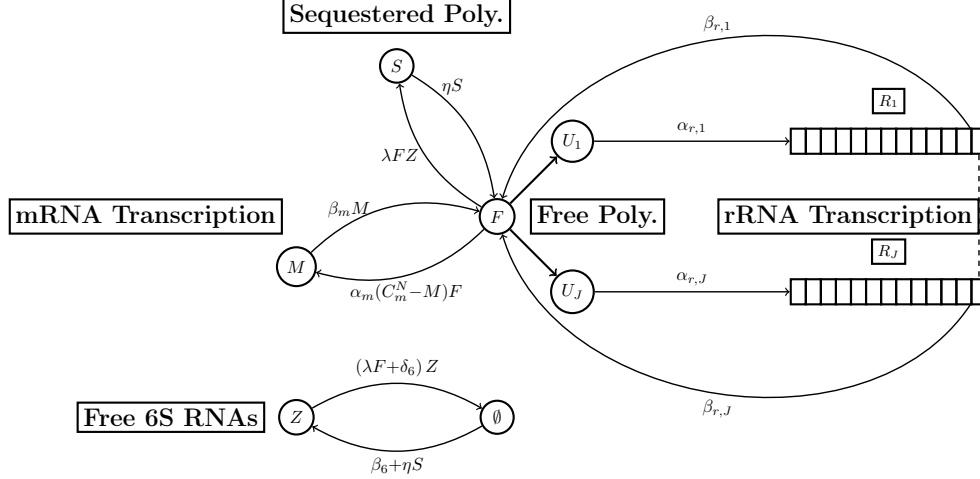 Sequestered Poly.
β_{r,1}
S
ηS
R_1
λFZ
U_1
α_{r,1}
mRNA Transcription
β_m M
F
Free Poly.
rRNA Transcription
M
α_m(C_m^N−M)F
R_J
U_J
α_{r,J}
(λF+δ_6) Z
Free 6S RNAs
Z
∅
β_{r,J}
β_6+ηS